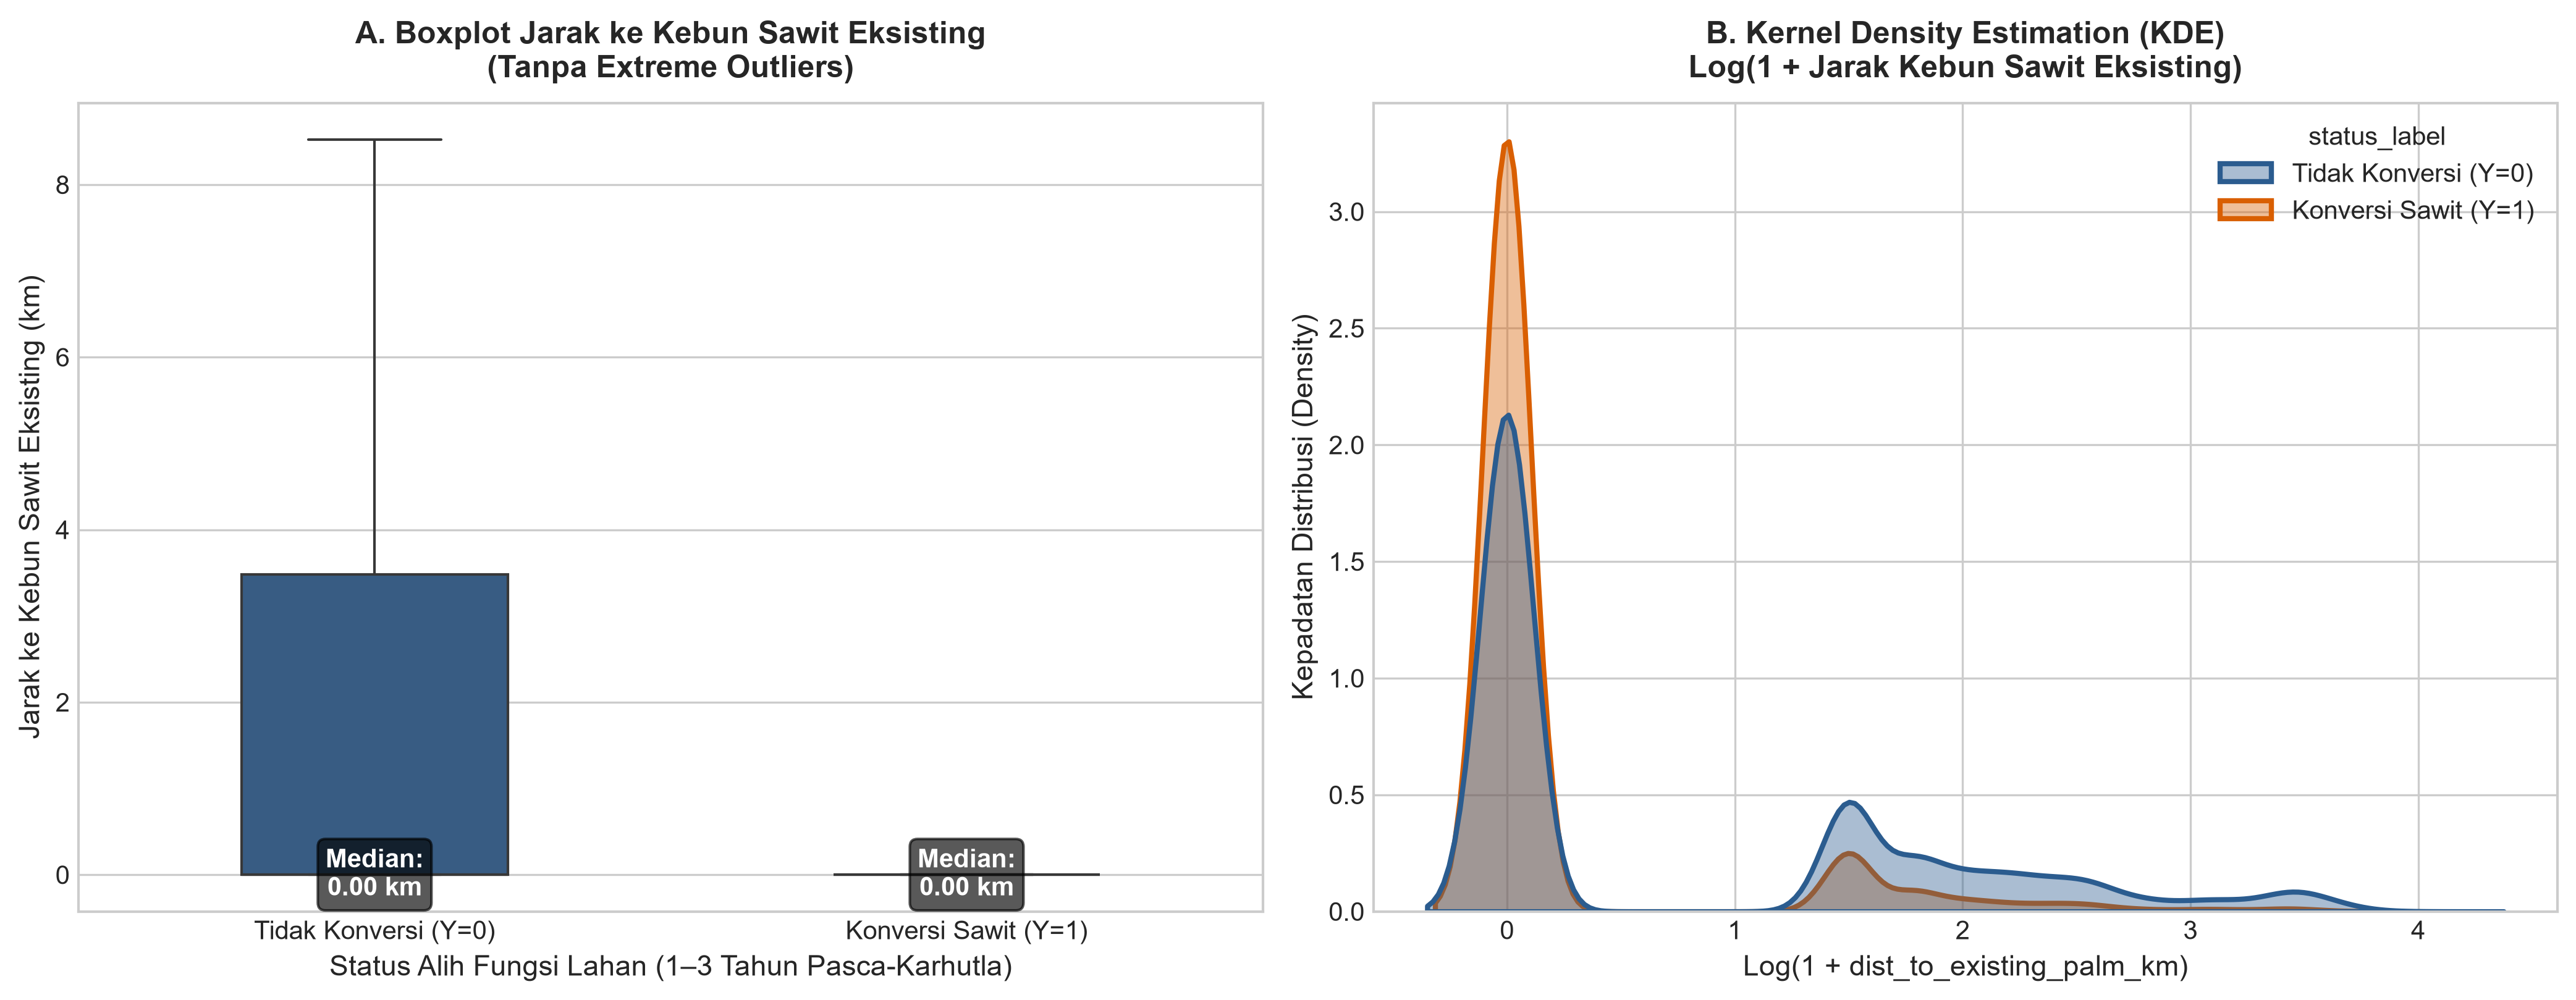 A. Boxplot Jarak ke Kebun Sawit Eksisting
(Tanpa Extreme Outliers)
Jarak ke Kebun Sawit Eksisting (km)
8
6
4
2
0
Median:
0.00 km
Median:
0.00 km
Tidak Konversi (Y=0)
Konversi Sawit (Y=1)
Status Alih Fungsi Lahan (1–3 Tahun Pasca-Karhutla)
B. Kernel Density Estimation (KDE)
Log(1 + Jarak Kebun Sawit Eksisting)
Kepadatan Distribusi (Density)
3.0
2.5
2.0
1.5
1.0
0.5
0.0
status_label
Tidak Konversi (Y=0)
Konversi Sawit (Y=1)
0
1
2
3
4
Log(1 + dist_to_existing_palm_km)